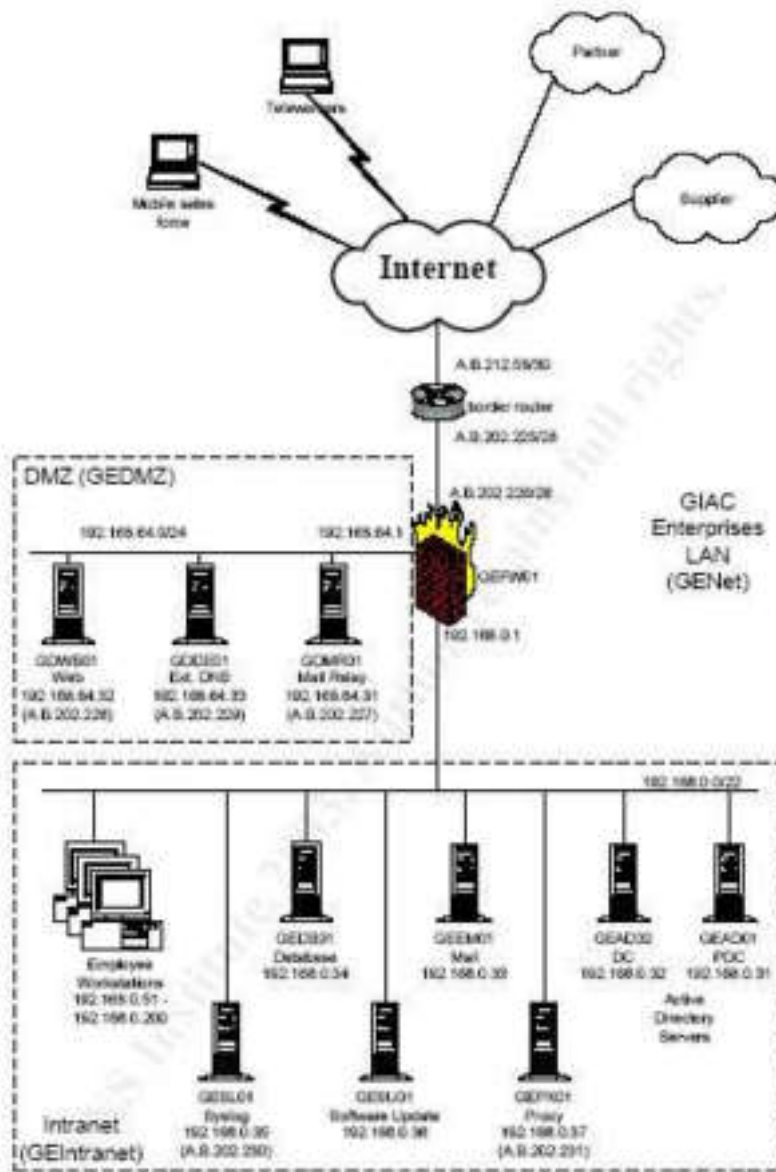 Partner
Teleworkers
Supplier
Mobile sales
force
Internet
A.B.212.59/30
border router
A.B.202.225/28
DMZ (GEDMZ)
A.B.202.226/28
GIAC
Enterprises
LAN
(GENet)
192.168.64.0/24
192.168.64.1
GEFW01
192.168.0.1
Web
192.168.64.32
(A.B.202.228)
Ext. DNS
192.168.64.33
(A.B.202.229)
GDMR01
Mail Relay
192.168.64.31
(A.B.202.227)
192.168.0.0/22
Employee
Workstations
192.168.0.51 -
192.168.0.200
GEDB01
Database
192.168.0.34
GEEM01
Mail
192.168.0.33
GEAD02
DC
192.168.0.32
GEAD01
PDC
192.168.0.31
Active
Directory
Servers
GESL01
Syslog
192.168.0.35
(A.B.202.230)
GESU01
Software Update
192.168.0.36
GEPX01
Proxy
192.168.0.37
(A.B.202.231)
Intranet
(GEIntranet)
full rights.
Institute